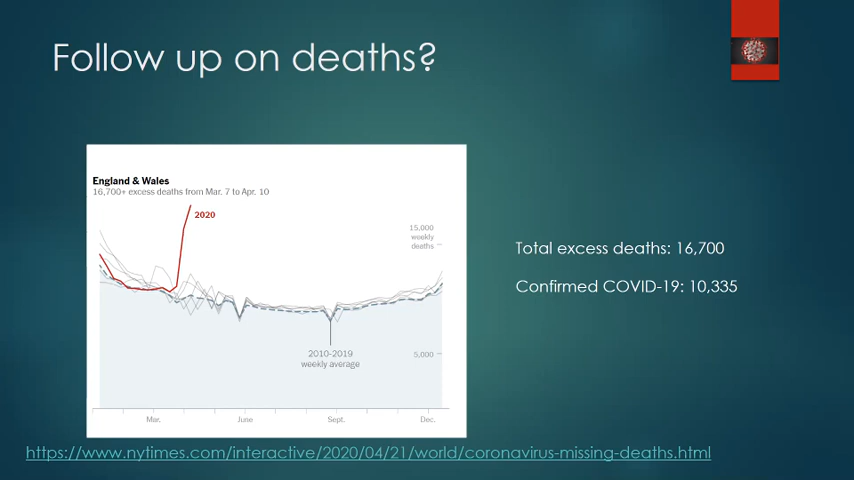 Follow up on deaths?
England & Wales
16,700+ excess deaths from Mar. 7 to Apr. 10
2020
15,000
weekly
deaths
Total excess deaths: 16,700
Confirmed COVID-19: 10,335
2010-2019
weekly average
5,000
Mar.
June
Sept.
Dec.
https://www.nytimes.com/interactive/2020/04/21/world/coronavirus-missing-deaths.html